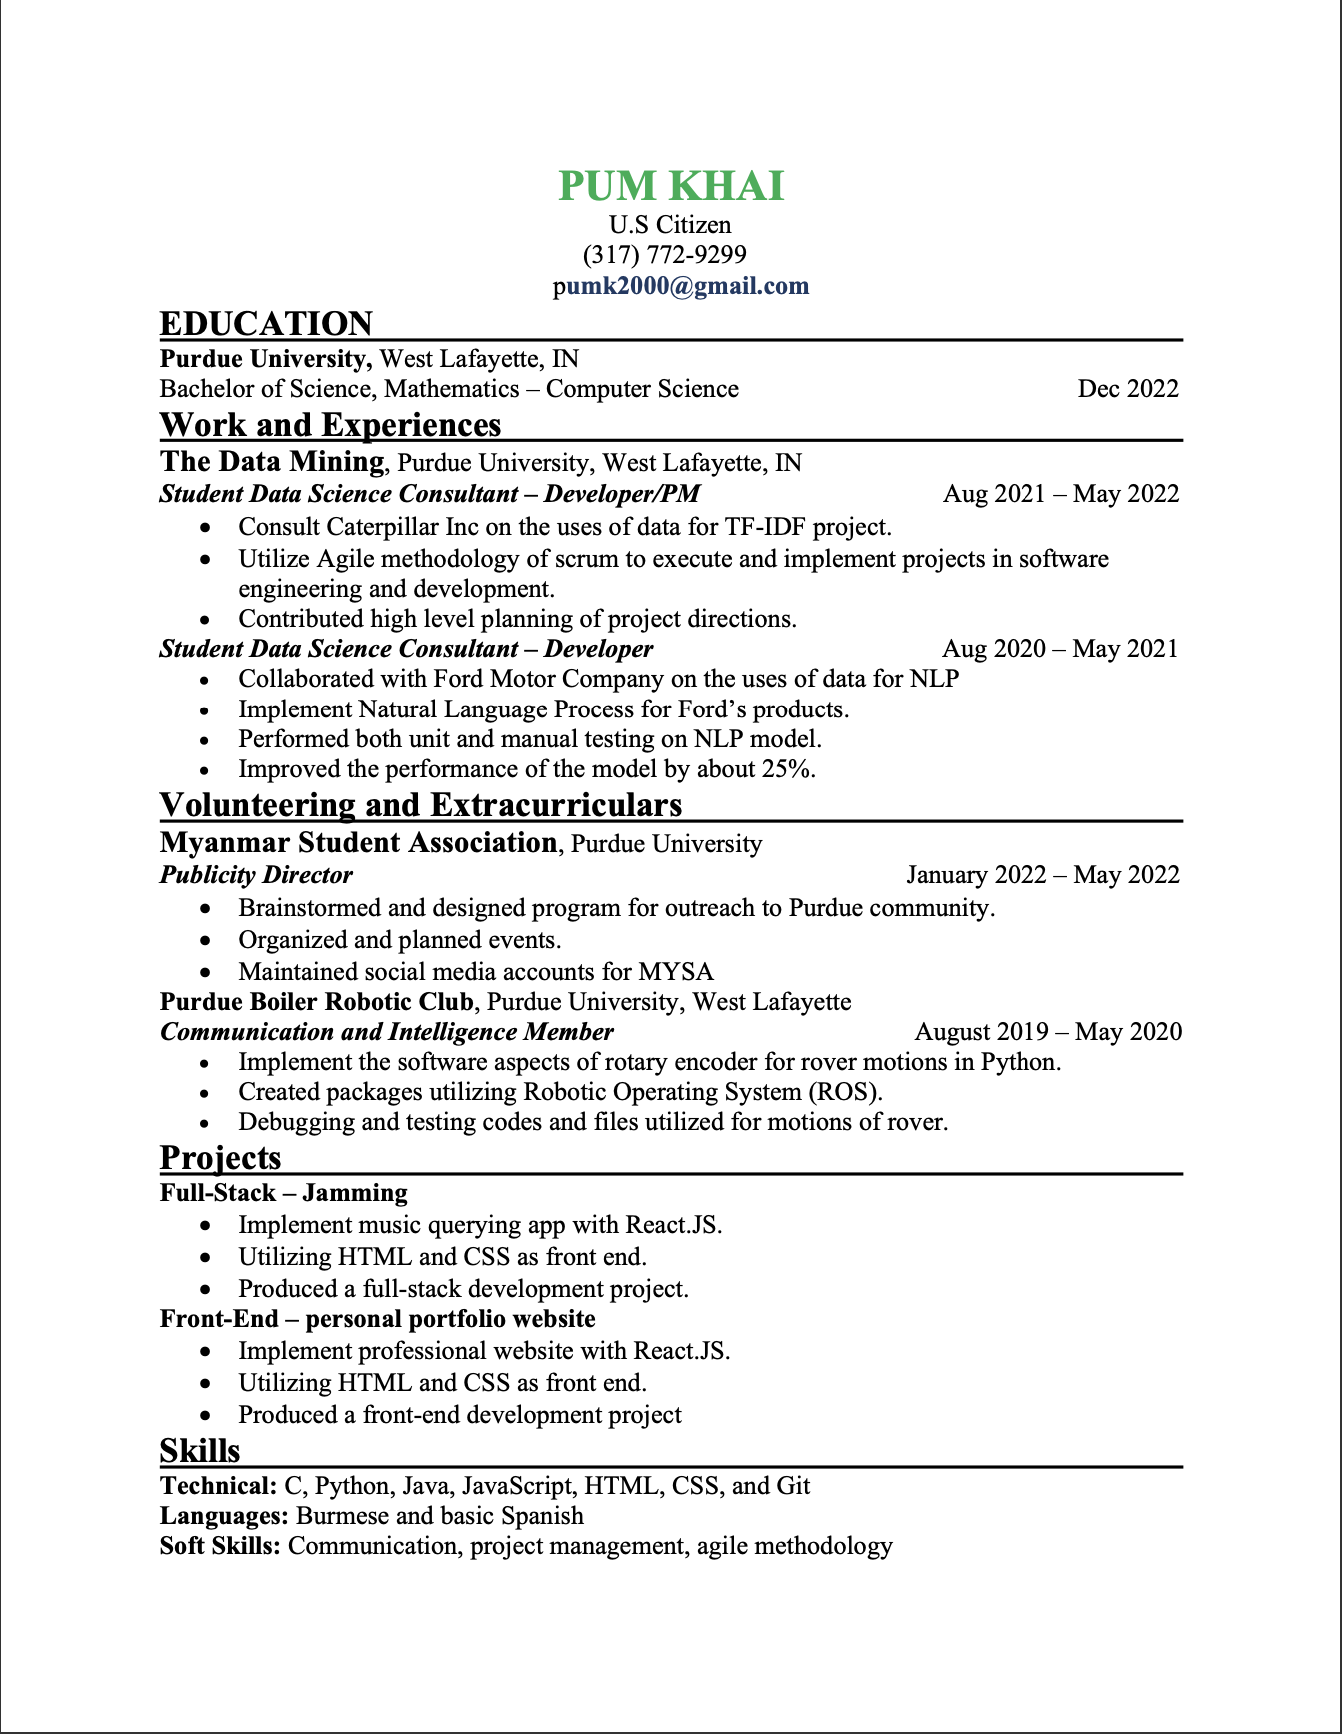 PUM KHAI
U.S Citizen
(317) 772-9299
pumk2000@gmail.com
EDUCATION
Purdue University, West Lafayette, IN
Bachelor of Science, Mathematics – Computer Science Dec 2022
Work and Experiences
The Data Mining, Purdue University, West Lafayette, IN
Student Data Science Consultant – Developer/PM Aug 2021 – May 2022
• Consult Caterpillar Inc on the uses of data for TF-IDF project.
• Utilize Agile methodology of scrum to execute and implement projects in software
engineering and development.
• Contributed high level planning of project directions.
Student Data Science Consultant – Developer Aug 2020 – May 2021
• Collaborated with Ford Motor Company on the uses of data for NLP
• Implement Natural Language Process for Ford’s products.
• Performed both unit and manual testing on NLP model.
• Improved the performance of the model by about 25%.
Volunteering and Extracurriculars
Myanmar Student Association, Purdue University
Publicity Director January 2022 – May 2022
• Brainstormed and designed program for outreach to Purdue community.
• Organized and planned events.
• Maintained social media accounts for MYSA
Purdue Boiler Robotic Club, Purdue University, West Lafayette
Communication and Intelligence Member August 2019 – May 2020
• Implement the software aspects of rotary encoder for rover motions in Python.
• Created packages utilizing Robotic Operating System (ROS).
• Debugging and testing codes and files utilized for motions of rover.
Projects
Full-Stack – Jamming
• Implement music querying app with React.JS.
• Utilizing HTML and CSS as front end.
• Produced a full-stack development project.
Front-End – personal portfolio website
• Implement professional website with React.JS.
• Utilizing HTML and CSS as front end.
• Produced a front-end development project
Skills
Technical: C, Python, Java, JavaScript, HTML, CSS, and Git
Languages: Burmese and basic Spanish
Soft Skills: Communication, project management, agile methodology